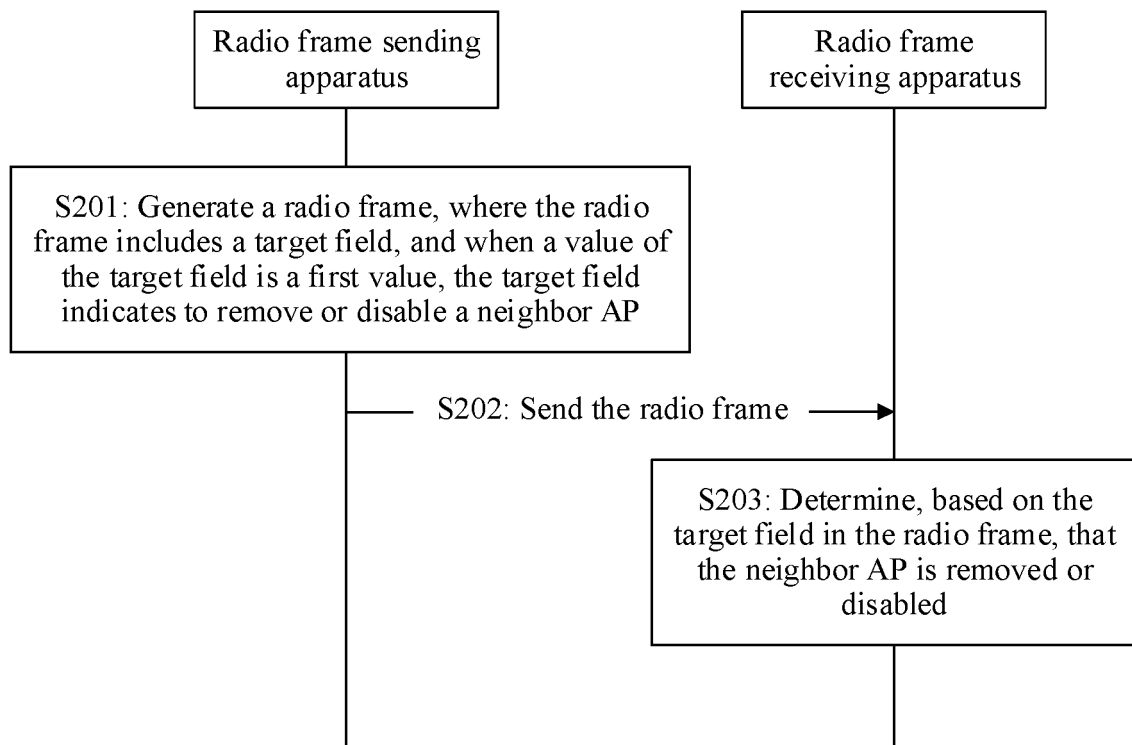 Radio frame sending
apparatus
Radio frame
receiving apparatus
S201: Generate a radio frame, where the radio
frame includes a target field, and when a value of
the target field is a first value, the target field
indicates to remove or disable a neighbor AP
S202: Send the radio frame
S203: Determine, based on the
target field in the radio frame, that
the neighbor AP is removed or
disabled